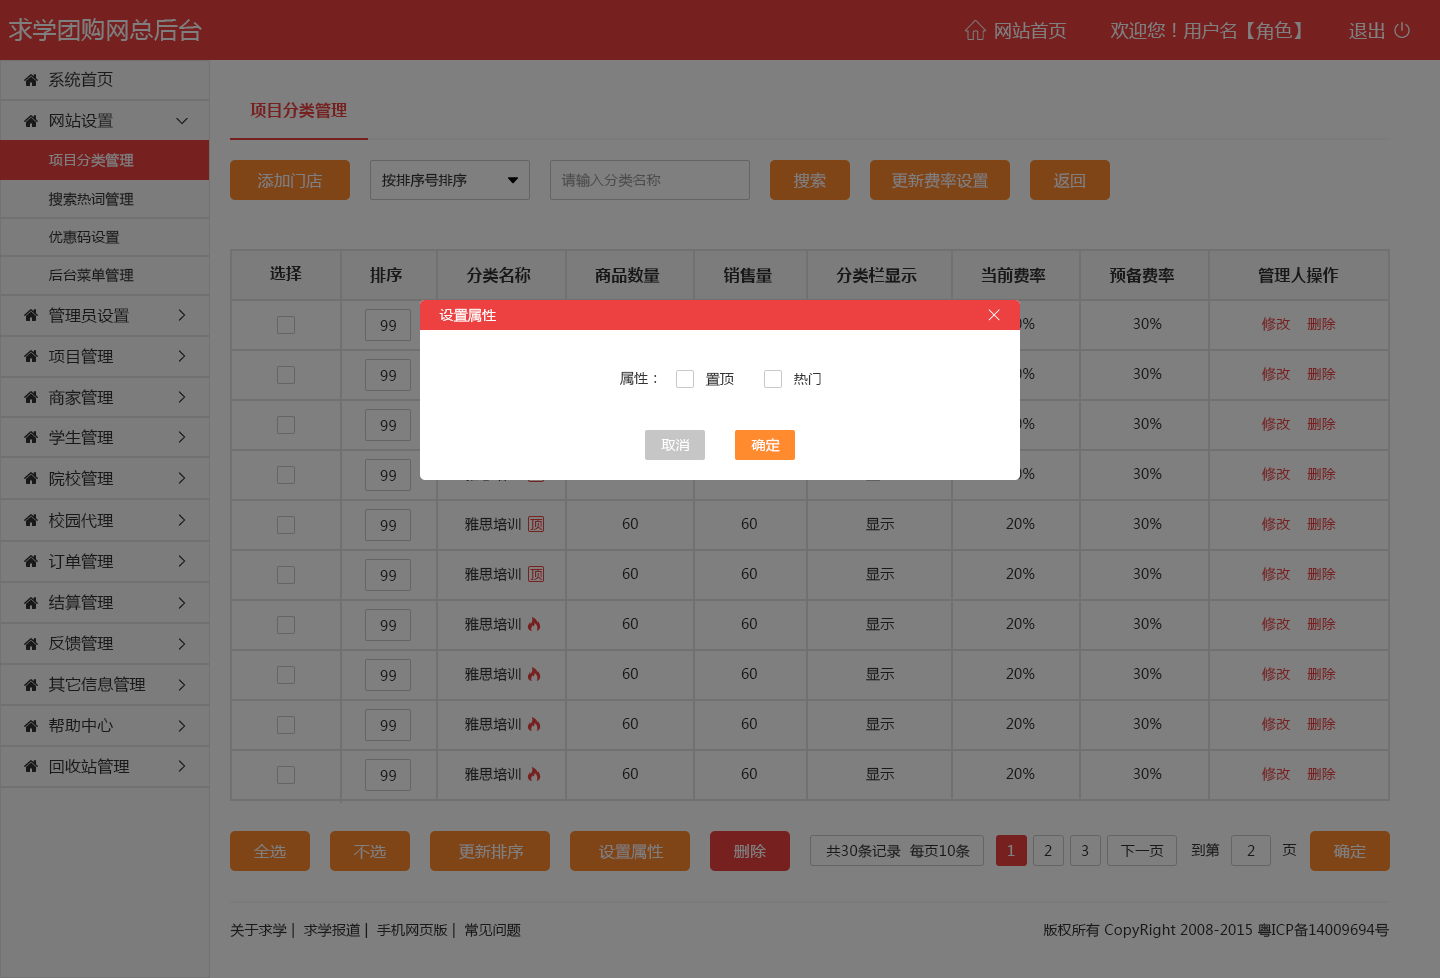 求学团购网总后台
网站首页
欢迎您！用户名【角色】
退出
系统首页
网站设置
项目分类管理
搜索热词管理
优惠码设置
后台菜单管理
管理员设置
项目管理
商家管理
学生管理
院校管理
校园代理
订单管理
结算管理
反馈管理
其它信息管理
帮助中心
回收站管理
项目分类管理
添加门店 按排序号排序 请输入分类名称 搜索 更新费率设置 返回
选择 排序 分类名称 商品数量 销售量 分类栏显示 当前费率 预备费率 管理人操作
99 0% 30% 修改 删除
设置属性
属性： 置顶 热门
取消 确定
99 0% 30% 修改 删除
99 0% 30% 修改 删除
99 0% 30% 修改 删除
99 雅思培训 顶 60 60 显示 20% 30% 修改 删除
99 雅思培训 顶 60 60 显示 20% 30% 修改 删除
99 雅思培训 60 60 显示 20% 30% 修改 删除
99 雅思培训 60 60 显示 20% 30% 修改 删除
99 雅思培训 60 60 显示 20% 30% 修改 删除
99 雅思培训 60 60 显示 20% 30% 修改 删除
全选 不选 更新排序 设置属性 删除 共30条记录 每页10条 1 2 3 下一页 到第 2 页 确定
关于求学 | 求学报道 | 手机网页版 | 常见问题
版权所有 CopyRight 2008-2015 粤ICP备14009694号